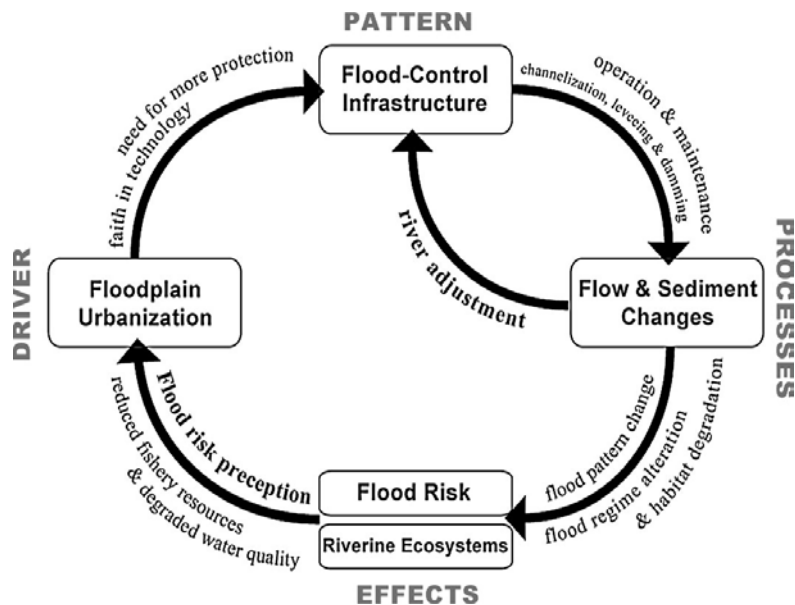 PATTERN
Flood-Control
Infrastructure
need for more protection
faith in technology
operation & maintenance
channelization, leveeing & damming
DRIVER
Floodplain
Urbanization
river adjustment
Flow & Sediment
Changes
PROCESSES
Flood risk preception
reduced fishery resources
& degraded water quality
Flood Risk
Riverine Ecosystems
flood pattern change
flood regime alteration
& habitat degradation
EFFECTS